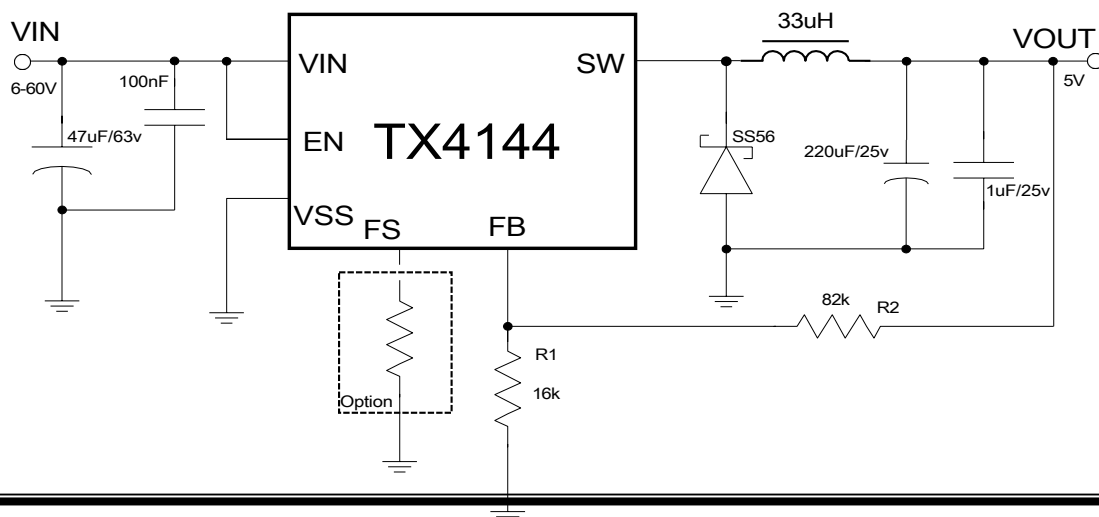 VIN
6-60V
100nF
47uF/63v
VIN
EN
VSS
FS
FB
SW
TX4144
33uH
VOUT
5V
SS56
220uF/25v
1uF/25v
82k
R2
R1
16k
Option